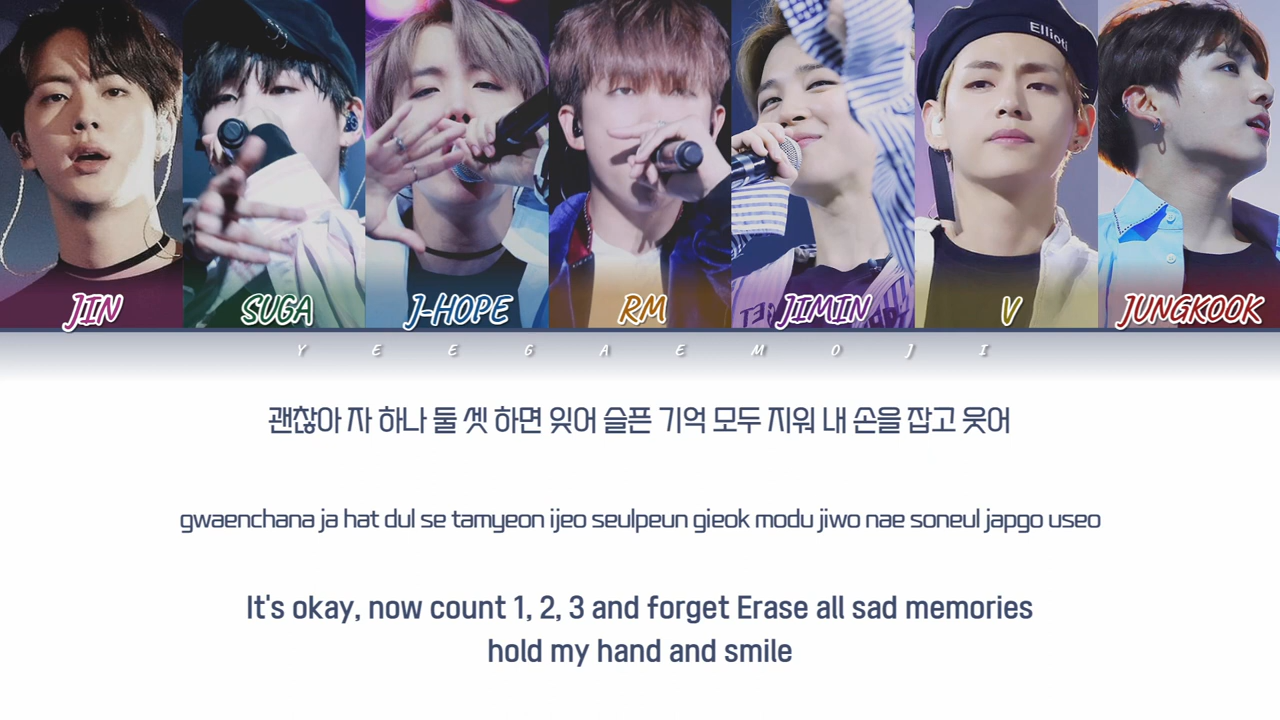 Elliott
JIN SUGA J-HOPE RM JIMIN V JUNGKOOK
YEEGAEMOJI
괜찮아 자 하나 둘 셋 하면 잊어 슬픈 기억 모두 지워 내 손을 잡고 웃어
gwaenchana ja hat dul se tamyeon ijeo seulpeun gieok modu jiwo nae soneul japgo useo
It's okay, now count 1, 2, 3 and forget Erase all sad memories
hold my hand and smile